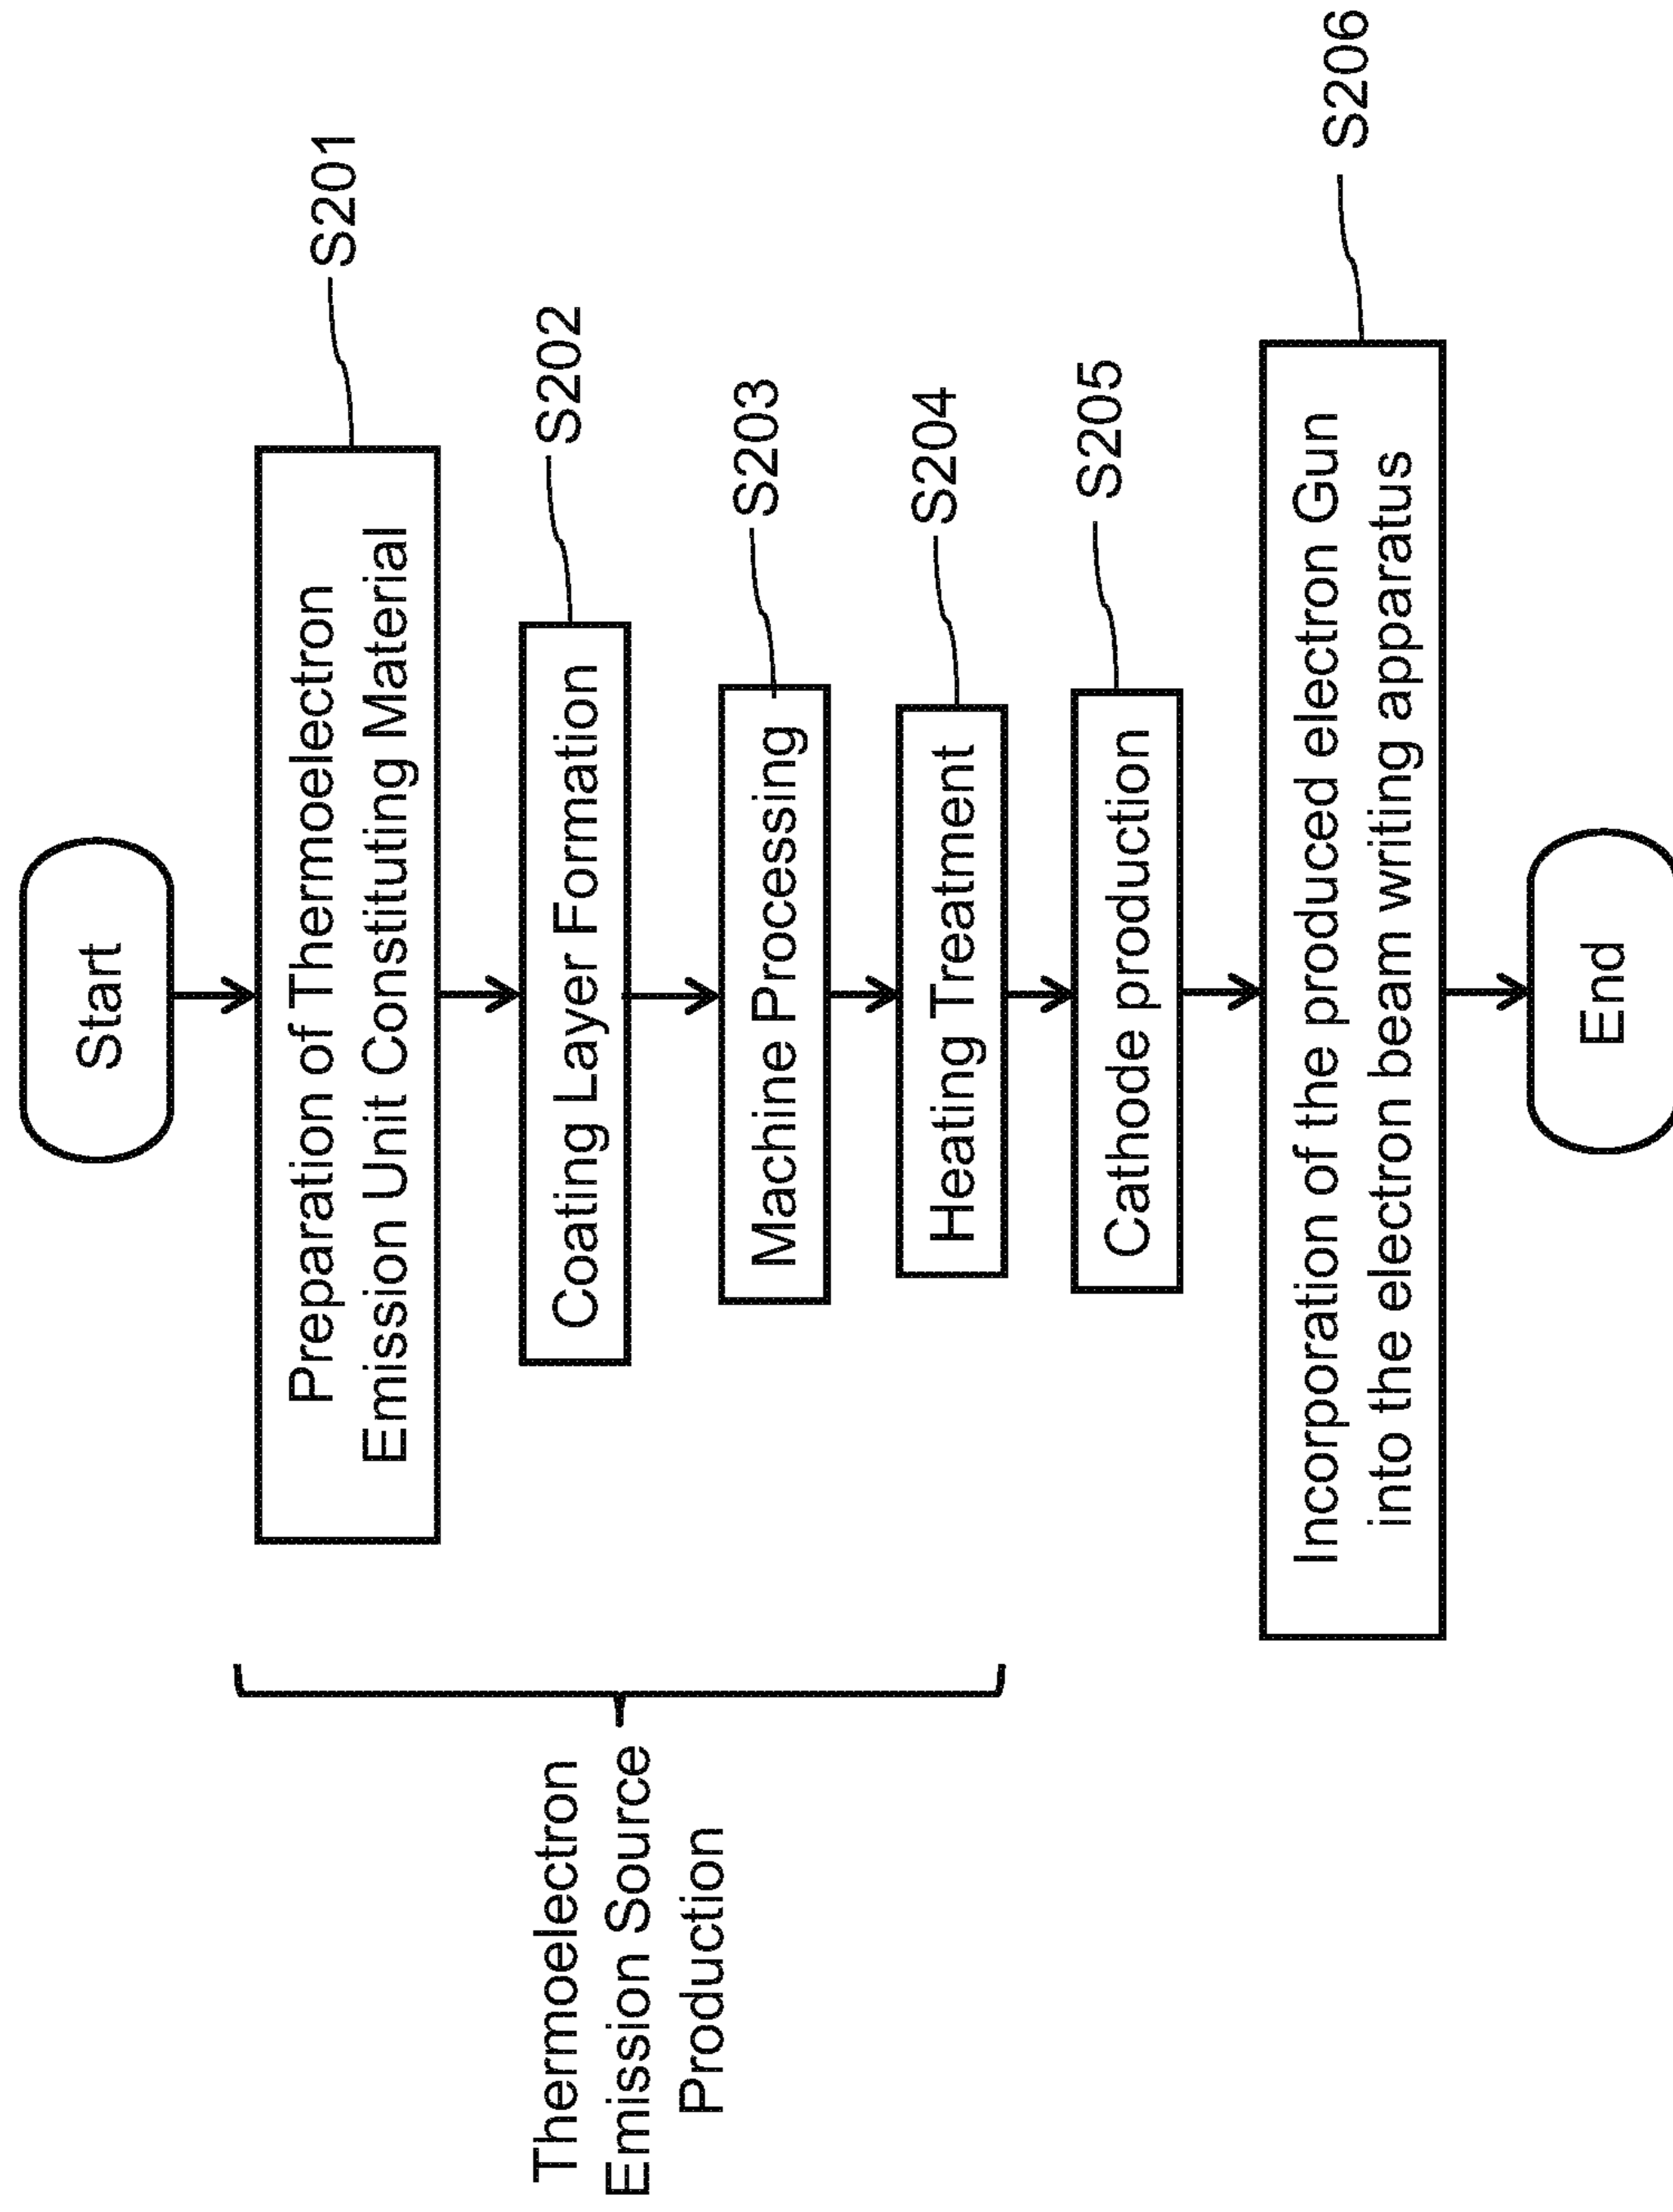 Start
Preparation of Thermoelectron
Emission Unit Constituting Material
S201
Coating Layer Formation
S202
Machine Processing
S203
Heating Treatment
S204
Thermoelectron
Emission Source
Production
Cathode production
S205
Incorporation of the produced electron Gun
into the electron beam writing apparatus
S206
End